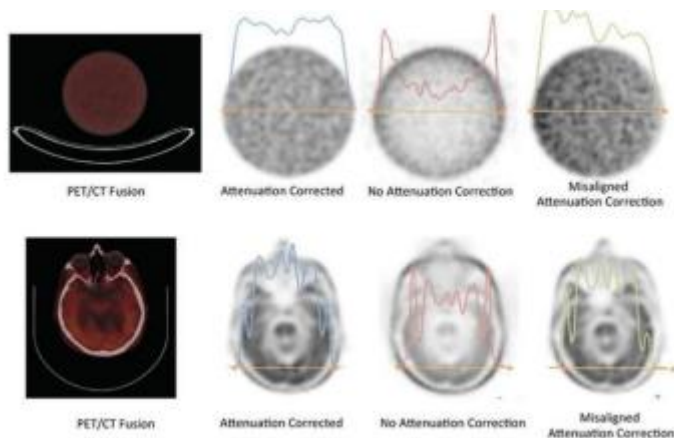 PET/CT Fusion
Attenuation Corrected
No Attenuation Correction
Misaligned
Attenuation Correction
PET/CT Fusion
Attenuation Corrected
No Attenuation Correction
Misaligned
Attenuation Correction